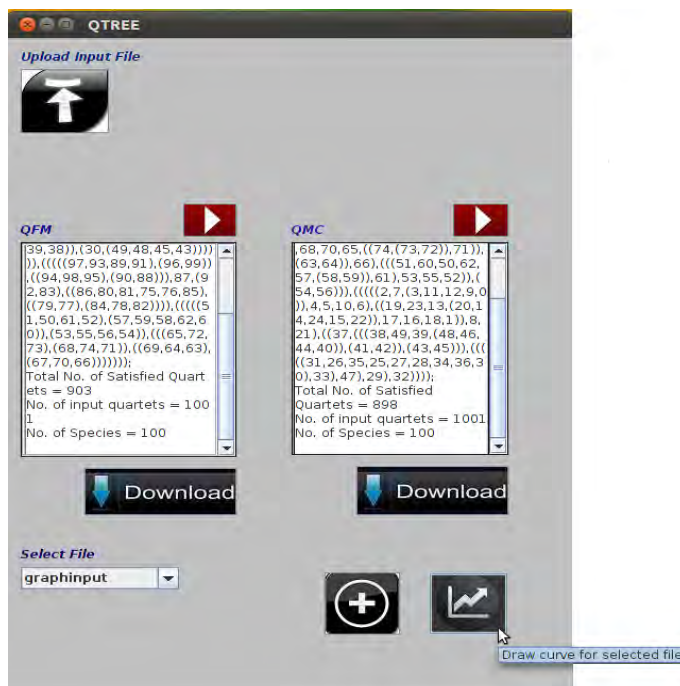 QTREE
Upload Input File
QFM
39,38)),(30,(49,48,45,43))))
)),(((((97,93,89,91),(96,99))
,((94,98,95),(90,88))),87,(9
2,83),((86,80,81,75,76,85),
((79,77),(84,78,82)))),(((((5
1,50,61,52),(57,59,58,62,6
0)),(53,55,56,54)),(((65,72,
73),(68,74,71)),((69,64,63),
(67,70,66)))))));
Total No. of Satisfied Quart
ets = 903
No. of input quartets = 100
1
No. of Species = 100
Download
QMC
,68,70,65,((74,(73,72)),71)),
(63,64)),66),(((51,60,50,62,
57,(58,59)),61),53,55,52)),(
54,56))),(((((2,7,(3,11,12,9,0
)),4,5,10,6),((19,23,13,(20,1
4,24,15,22)),17,16,18,1)),8,
21),((37,(((38,49,39,(48,46,
44,40)),(41,42)),(43,45))),(((
((31,26,35,25,27,28,34,36,3
0),33),47),29),32))));
Total No. of Satisfied
Quartets = 898
No. of input quartets = 1001
No. of Species = 100
Download
Select File
graphinput
Draw curve for selected file